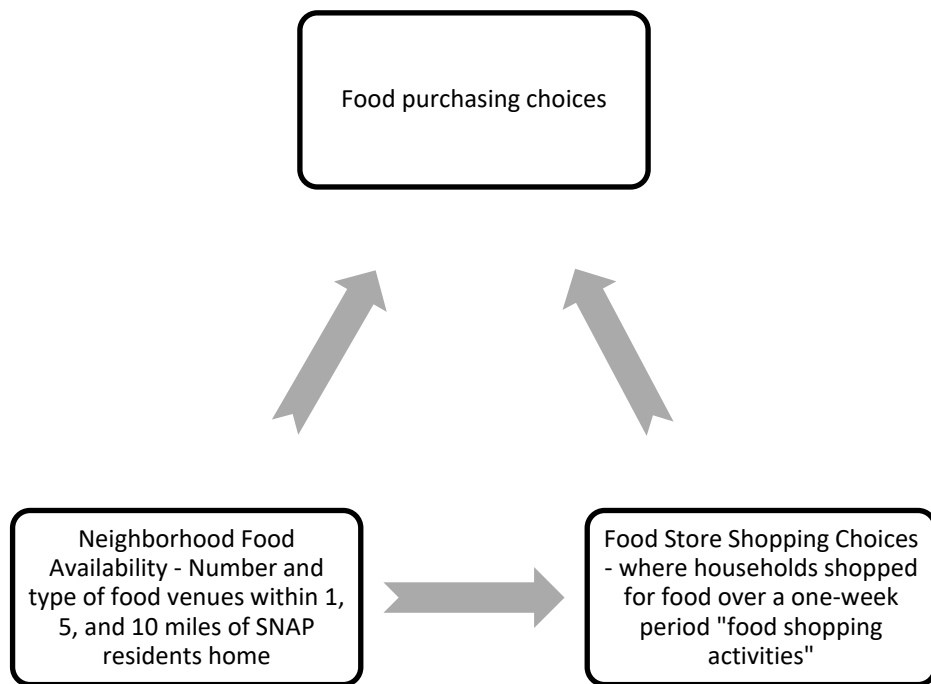 Food purchasing choices
Neighborhood Food
Availability - Number and
type of food venues within 1,
5, and 10 miles of SNAP
residents home
Food Store Shopping Choices
- where households shopped
for food over a one-week
period "food shopping
activities"